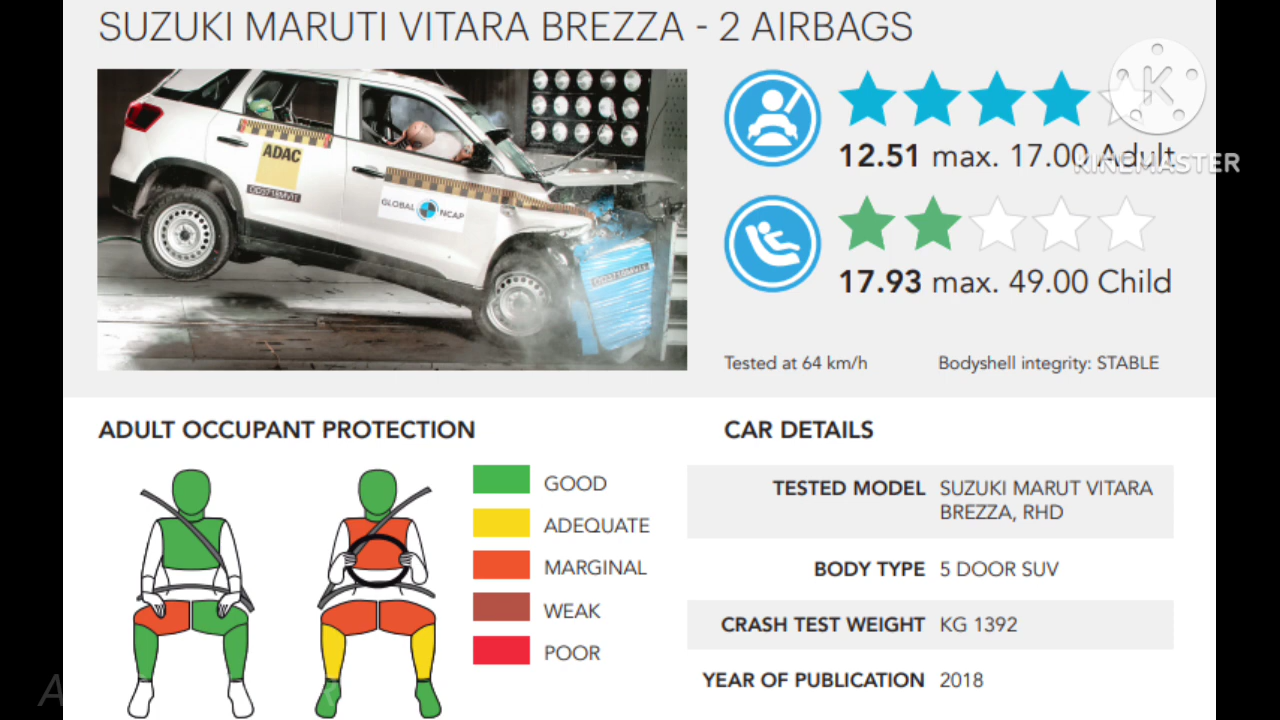 SUZUKI MARUTI VITARA BREZZA - 2 AIRBAGS
ADAC
GLOBAL NCAP
12.51 max. 17.00 Adult
K
KINEMASTER
17.93 max. 49.00 Child
Tested at 64 km/h
Bodyshell integrity: STABLE
ADULT OCCUPANT PROTECTION
GOOD
ADEQUATE
MARGINAL
WEAK
POOR
CAR DETAILS
TESTED MODEL SUZUKI MARUT VITARA
BREZZA, RHD
BODY TYPE 5 DOOR SUV
CRASH TEST WEIGHT KG 1392
YEAR OF PUBLICATION 2018